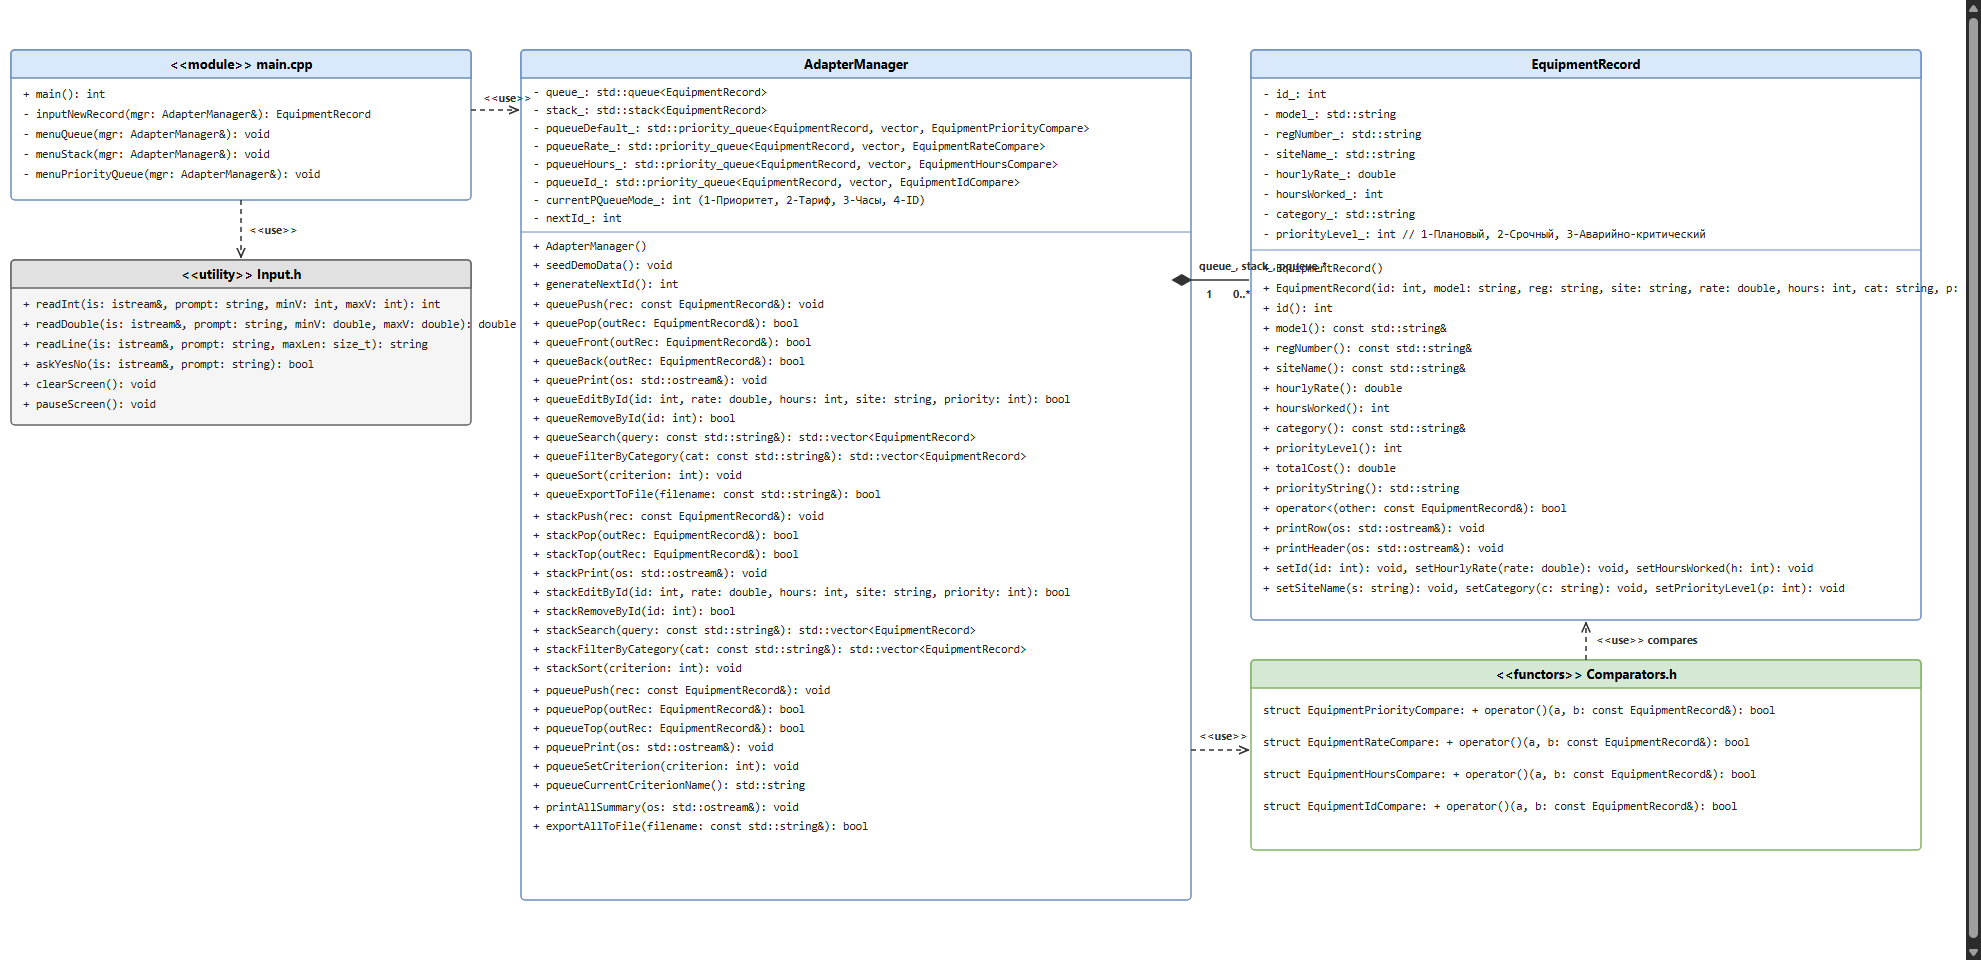 <<module>> main.cpp
+ main(): int
- inputNewRecord(mgr: AdapterManager&): EquipmentRecord
- menuQueue(mgr: AdapterManager&): void
- menuStack(mgr: AdapterManager&): void
- menuPriorityQueue(mgr: AdapterManager&): void
<<use>>
<<use>>
<<utility>> Input.h
+ readInt(is: istream&, prompt: string, minV: int, maxV: int): int
+ readDouble(is: istream&, prompt: string, minV: double, maxV: double): double
+ readLine(is: istream&, prompt: string, maxLen: size_t): string
+ askYesNo(is: istream&, prompt: string): bool
+ clearScreen(): void
+ pauseScreen(): void
AdapterManager
- queue_: std::queue<EquipmentRecord>
- stack_: std::stack<EquipmentRecord>
- pqueueDefault_: std::priority_queue<EquipmentRecord, vector, EquipmentPriorityCompare>
- pqueueRate_: std::priority_queue<EquipmentRecord, vector, EquipmentRateCompare>
- pqueueHours_: std::priority_queue<EquipmentRecord, vector, EquipmentHoursCompare>
- pqueueId_: std::priority_queue<EquipmentRecord, vector, EquipmentIdCompare>
- currentPQueueMode_: int (1-Приоритет, 2-Тариф, 3-Часы, 4-ID)
- nextId_: int
+ AdapterManager()
+ seedDemoData(): void
+ generateNextId(): int
+ queuePush(rec: const EquipmentRecord&): void
+ queuePop(outRec: EquipmentRecord&): bool
+ queueFront(outRec: EquipmentRecord&): bool
+ queueBack(outRec: EquipmentRecord&): bool
+ queuePrint(os: std::ostream&): void
+ queueEditById(id: int, rate: double, hours: int, site: string, priority: int): bool
+ queueRemoveById(id: int): bool
+ queueSearch(query: const std::string&): std::vector<EquipmentRecord>
+ queueFilterByCategory(cat: const std::string&): std::vector<EquipmentRecord>
+ queueSort(criterion: int): void
+ queueExportToFile(filename: const std::string&): bool
+ stackPush(rec: const EquipmentRecord&): void
+ stackPop(outRec: EquipmentRecord&): bool
+ stackTop(outRec: EquipmentRecord&): bool
+ stackPrint(os: std::ostream&): void
+ stackEditById(id: int, rate: double, hours: int, site: string, priority: int): bool
+ stackRemoveById(id: int): bool
+ stackSearch(query: const std::string&): std::vector<EquipmentRecord>
+ stackFilterByCategory(cat: const std::string&): std::vector<EquipmentRecord>
+ stackSort(criterion: int): void
+ pqueuePush(rec: const EquipmentRecord&): void
+ pqueuePop(outRec: EquipmentRecord&): bool
+ pqueueTop(outRec: EquipmentRecord&): bool
+ pqueuePrint(os: std::ostream&): void
+ pqueueSetCriterion(criterion: int): void
+ pqueueCurrentCriterionName(): std::string
+ printAllSummary(os: std::ostream&): void
+ exportAllToFile(filename: const std::string&): bool
queue_, stack_, pqueue_*
1 0..*
<<use>>
EquipmentRecord
- id_: int
- model_: std::string
- regNumber_: std::string
- siteName_: std::string
- hourlyRate_: double
- hoursWorked_: int
- category_: std::string
- priorityLevel_: int // 1-Плановый, 2-Срочный, 3-Аварийно-критический
+ EquipmentRecord()
+ EquipmentRecord(id: int, model: string, reg: string, site: string, rate: double, hours: int, cat: string, p:
+ id(): int
+ model(): const std::string&
+ regNumber(): const std::string&
+ siteName(): const std::string&
+ hourlyRate(): double
+ hoursWorked(): int
+ category(): const std::string&
+ priorityLevel(): int
+ totalCost(): double
+ priorityString(): std::string
+ operator<(other: const EquipmentRecord&): bool
+ printRow(os: std::ostream&): void
+ printHeader(os: std::ostream&): void
+ setId(id: int): void, setHourlyRate(rate: double): void, setHoursWorked(h: int): void
+ setSiteName(s: string): void, setCategory(c: string): void, setPriorityLevel(p: int): void
<<use>> compares
<<functors>> Comparators.h
struct EquipmentPriorityCompare: + operator()(a, b: const EquipmentRecord&): bool
struct EquipmentRateCompare: + operator()(a, b: const EquipmentRecord&): bool
struct EquipmentHoursCompare: + operator()(a, b: const EquipmentRecord&): bool
struct EquipmentIdCompare: + operator()(a, b: const EquipmentRecord&): bool